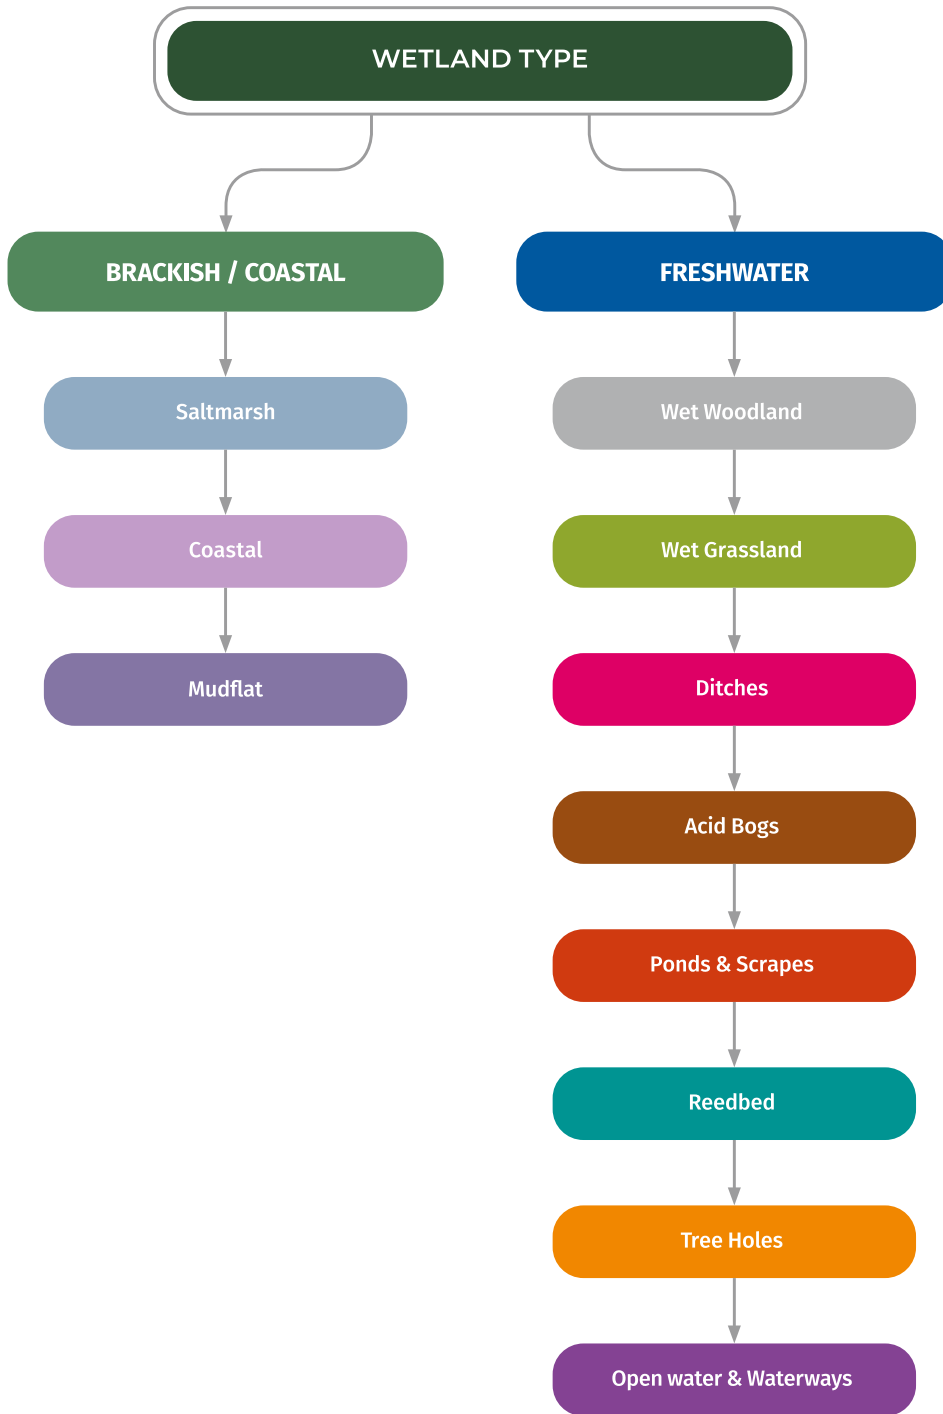 WETLAND TYPE
BRACKISH / COASTAL
Saltmarsh
Coastal
Mudflat
FRESHWATER
Wet Woodland
Wet Grassland
Ditches
Acid Bogs
Ponds & Scrapes
Reedbed
Tree Holes
Open water & Waterways